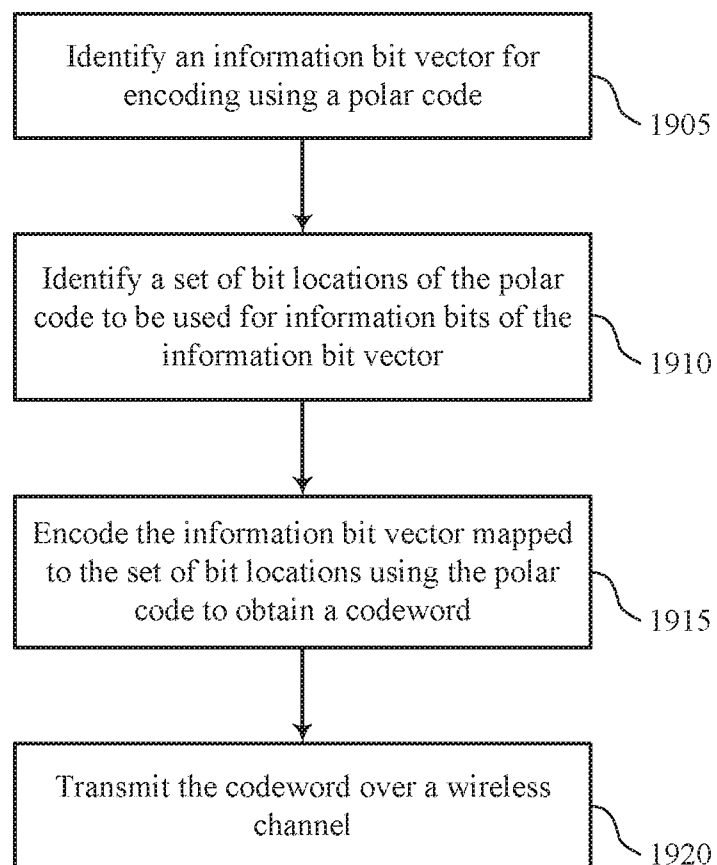 Identify an information bit vector for
encoding using a polar code
1905
Identify a set of bit locations of the polar
code to be used for information bits of the
information bit vector
1910
Encode the information bit vector mapped
to the set of bit locations using the polar
code to obtain a codeword
1915
Transmit the codeword over a wireless
channel
1920